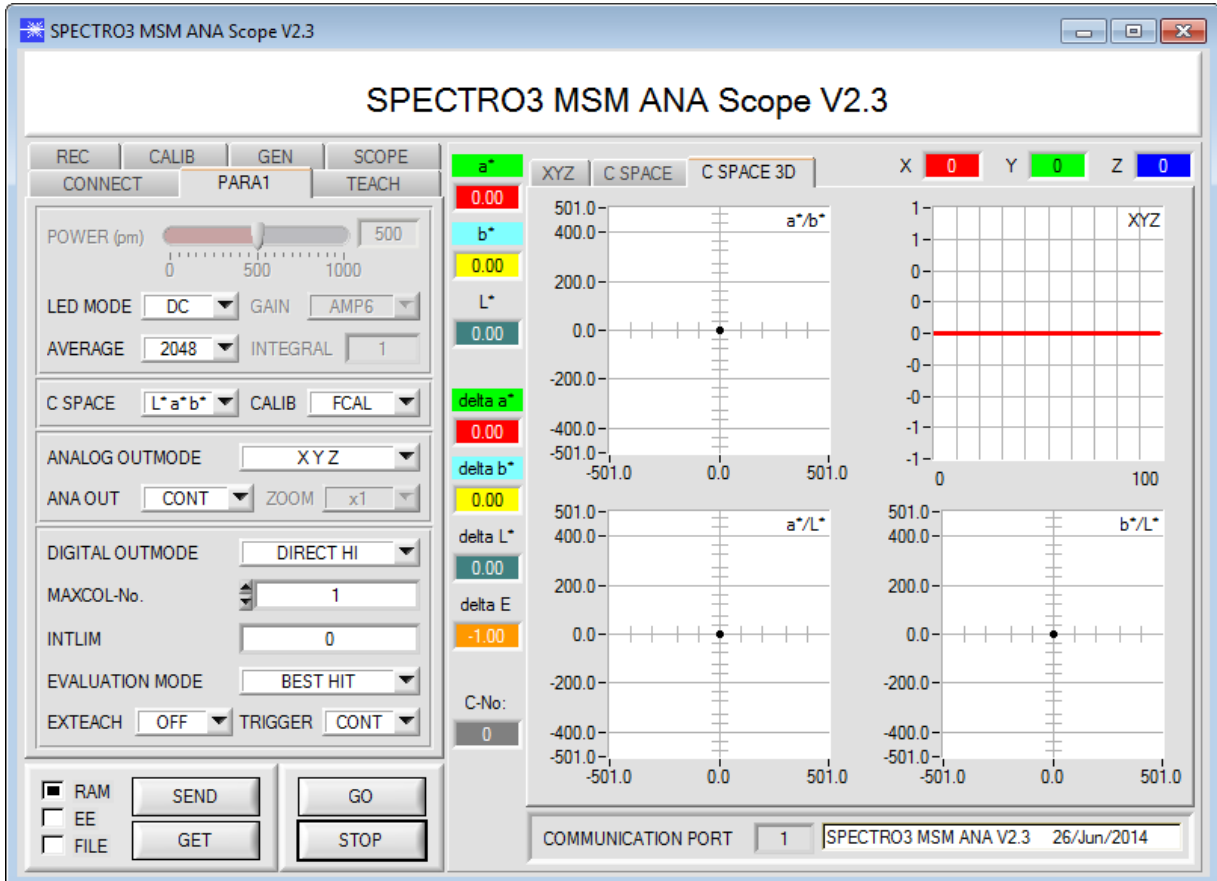 SPECTRO3 MSM ANA Scope V2.3
SPECTRO3 MSM ANA Scope V2.3
REC CALIB GEN SCOPE
CONNECT PARA1 TEACH
POWER (pm) 500
0 500 1000
LED MODE DC GAIN AMP6
AVERAGE 2048 INTEGRAL 1
C SPACE L*a*b* CALIB FCAL
ANALOG OUTMODE X Y Z
ANA OUT CONT ZOOM x1
DIGITAL OUTMODE DIRECT HI
MAXCOL-No. 1
INTLIM 0
EVALUATION MODE BEST HIT
EXTEACH OFF TRIGGER CONT
RAM
EE
FILE
SEND
GET
GO
STOP
a*
0.00
b*
0.00
L*
0.00
delta a*
0.00
delta b*
0.00
delta L*
0.00
delta E
-1.00
C-No:
0
XYZ C SPACE C SPACE 3D
X 0 Y 0 Z 0
a*/b*
501.0
400.0
200.0
0.0
-200.0
-400.0
-501.0
-501.0 0.0 501.0
XYZ
1
1
0
0
0
-0
-0
-1
-1
0 100
a*/L*
501.0
400.0
200.0
0.0
-200.0
-400.0
-501.0
-501.0 0.0 501.0
b*/L*
501.0
400.0
200.0
0.0
-200.0
-400.0
-501.0
-501.0 0.0 501.0
COMMUNICATION PORT 1 SPECTRO3 MSM ANA V2.3 26/Jun/2014